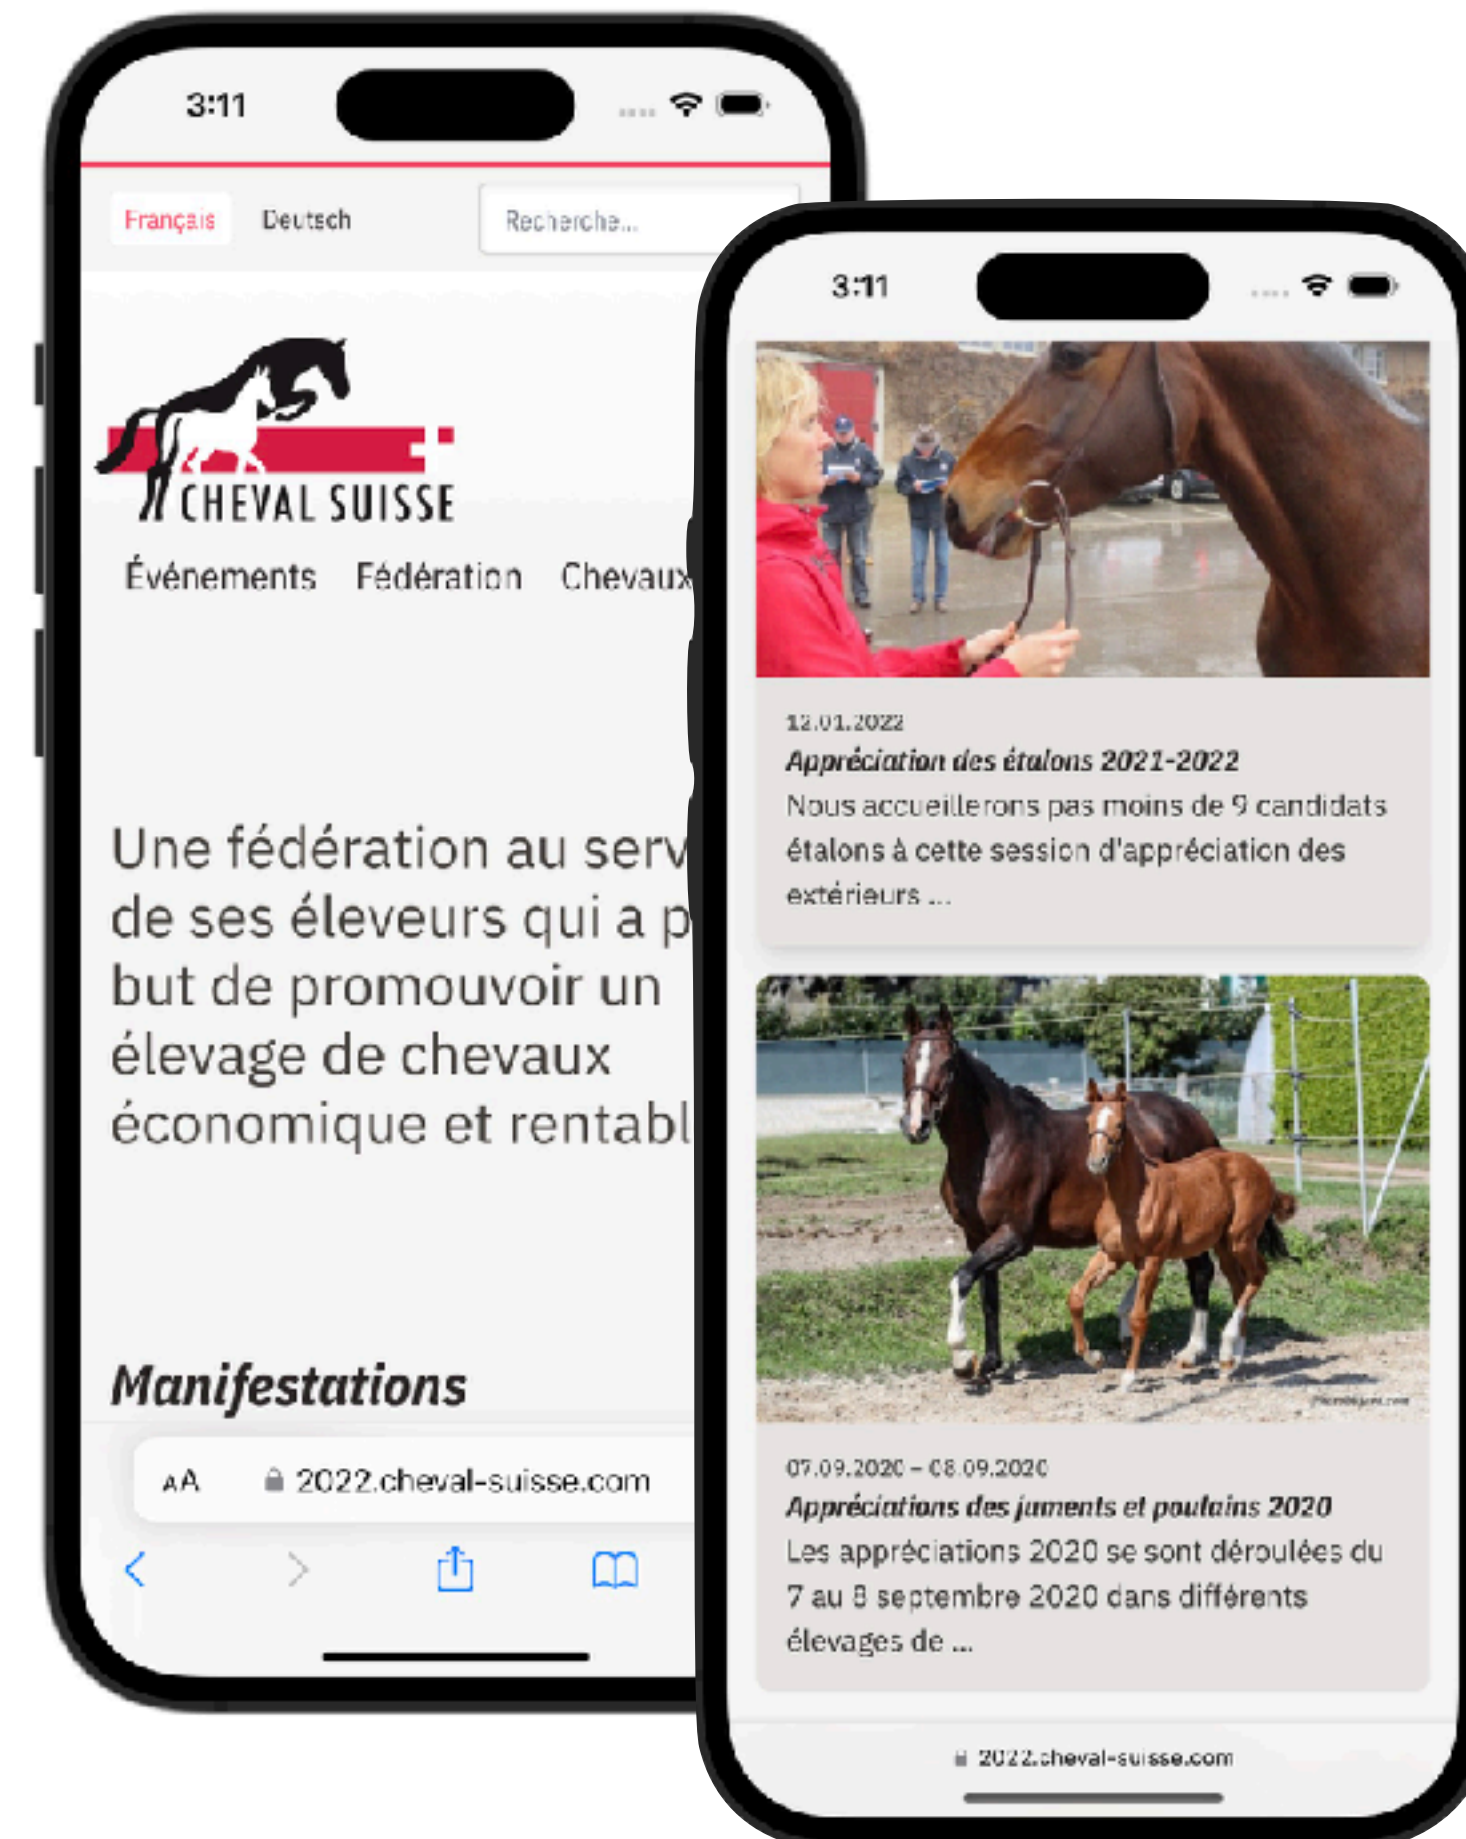 3:11
Français Deutsch Recherche...
CHEVAL SUISSE
Événements Fédération Chevaux
Une fédération au serv
de ses éleveurs qui a p
but de promouvoir un
élevage de chevaux
économique et rentabl
Manifestations
AA 2022.cheval-suisse.com
3:11
12.01.2022
Appréciation des étalons 2021-2022
Nous accueillerons pas moins de 9 candidats
étalons à cette session d'appréciation des
extérieurs ...
07.09.2020 – 08.09.2020
Appréciations des juments et poulains 2020
Les appréciations 2020 se sont déroulées du
7 au 8 septembre 2020 dans différents
élevages de ...
2022.cheval-suisse.com